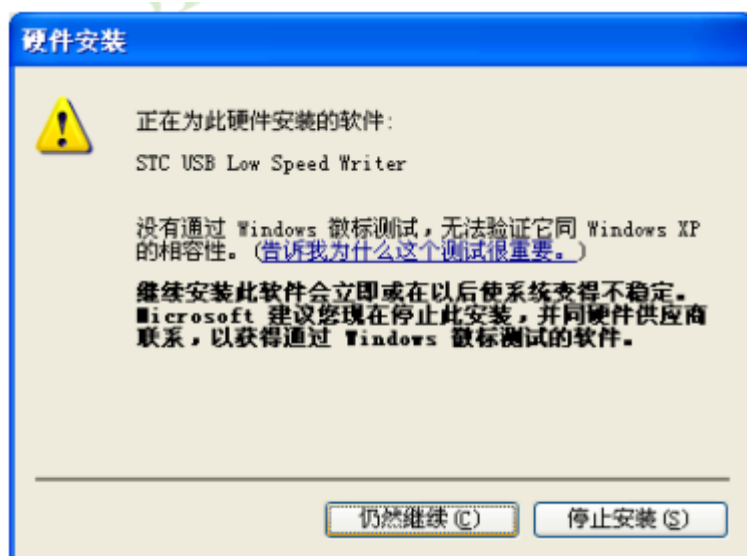 硬件安装
正在为此硬件安装的软件:
STC USB Low Speed Writer
没有通过 Windows 徽标测试，无法验证它同 Windows XP
的相容性。(告诉我为什么这个测试很重要。)
继续安装此软件会立即或在以后使系统变得不稳定。
Microsoft 建议您现在停止此安装，并同硬件供应商
联系，以获得通过 Windows 徽标测试的软件。
仍然继续(C)
停止安装(S)